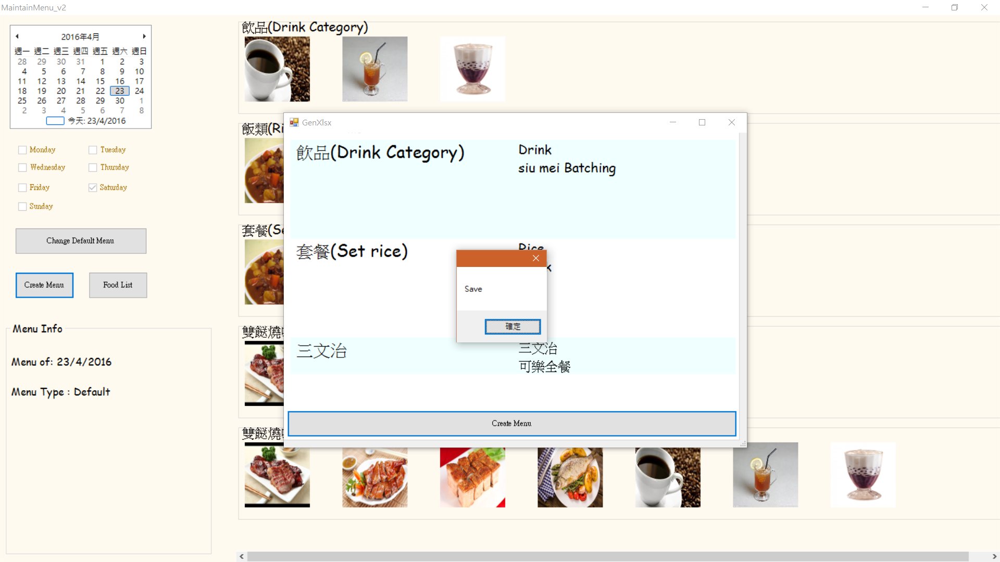 MaintainMenu_v2
2016年4月
週一 週二 週三 週四 週五 週六 週日
28 29 30 31 1 2 3
4 5 6 7 8 9 10
11 12 13 14 15 16 17
18 19 20 21 22 23 24
25 26 27 28 29 30 1
2 3 4 5 6 7 8
今天: 23/4/2016
Monday Tuesday
Wednesday Thursday
Friday Saturday
Sunday
Change Default Menu
Create Menu Food List
Menu Info
Menu of: 23/4/2016
Menu Type : Default
飲品(Drink Category)
飯類(Ri
套餐(Se
雙餸燒
雙餸燒
GenXlsx
飲品(Drink Category)
Drink
siu mei Batching
套餐(Set rice)
Rice
k
三文治
三文治
可樂全餐
Create Menu
Save
確定